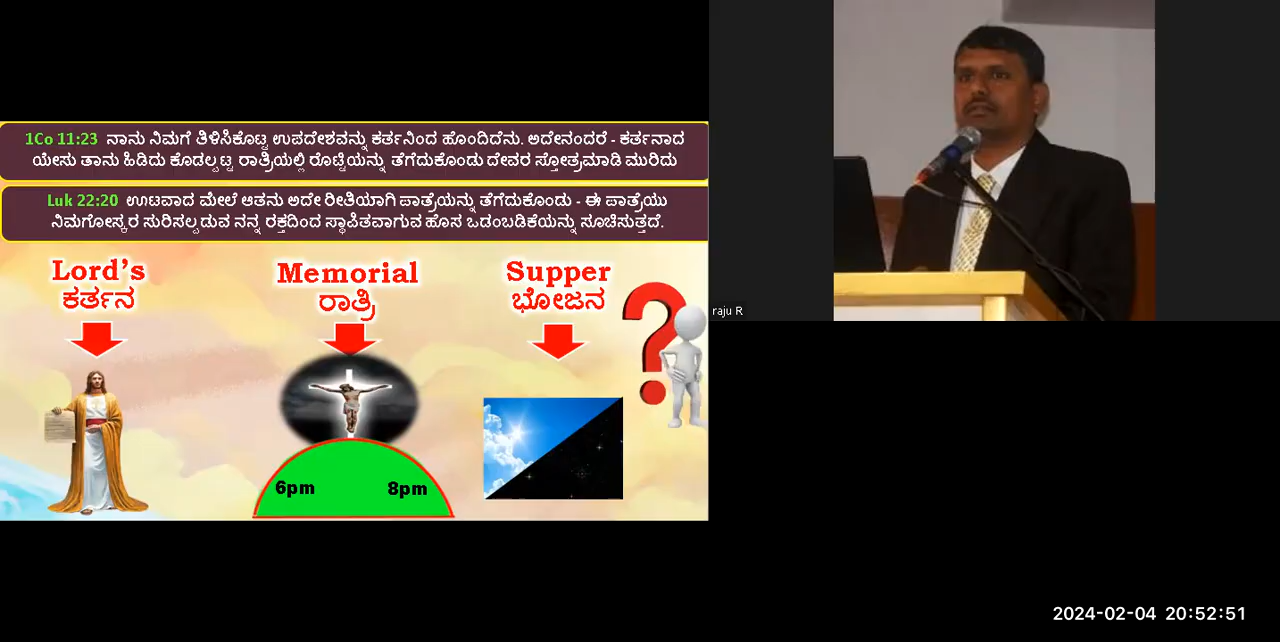 1Co 11:23 ನಾನು ನಿಮಗೆ ತಿಳಿಸಿಕೊಟ್ಟ ಉಪದೇಶವನ್ನು ಕರ್ತನಿಂದ ಹೊಂದಿದೆನು. ಅದೇನಂದರೆ - ಕರ್ತನಾದ
ಯೇಸು ತಾನು ಹಿಡಿದು ಕೊಡಲ್ಪಟ್ಟ ರಾತ್ರಿಯಲ್ಲಿ ರೊಟ್ಟಿಯನ್ನು ತೆಗೆದುಕೊಂಡು ದೇವರ ಸ್ತೋತ್ರಮಾಡಿ ಮುರಿದು
Luk 22:20 ಊಟವಾದ ಮೇಲೆ ಆತನು ಅದೇ ರೀತಿಯಾಗಿ ಪಾತ್ರೆಯನ್ನು ತೆಗೆದುಕೊಂಡು - ಈ ಪಾತ್ರೆಯು
ನಿಮಗೋಸ್ಕರ ಸುರಿಸಲ್ಪಡುವ ನನ್ನ ರಕ್ತದಿಂದ ಸ್ಥಾಪಿತವಾಗುವ ಹೊಸ ಒಡಂಬಡಿಕೆಯನ್ನು ಸೂಚಿಸುತ್ತದೆ.
Lord's
ಕರ್ತನ
Memorial
ರಾತ್ರಿ
Supper
ಭೋಜನ
?
6pm
8pm
raju R
2024-02-04 20:52:51